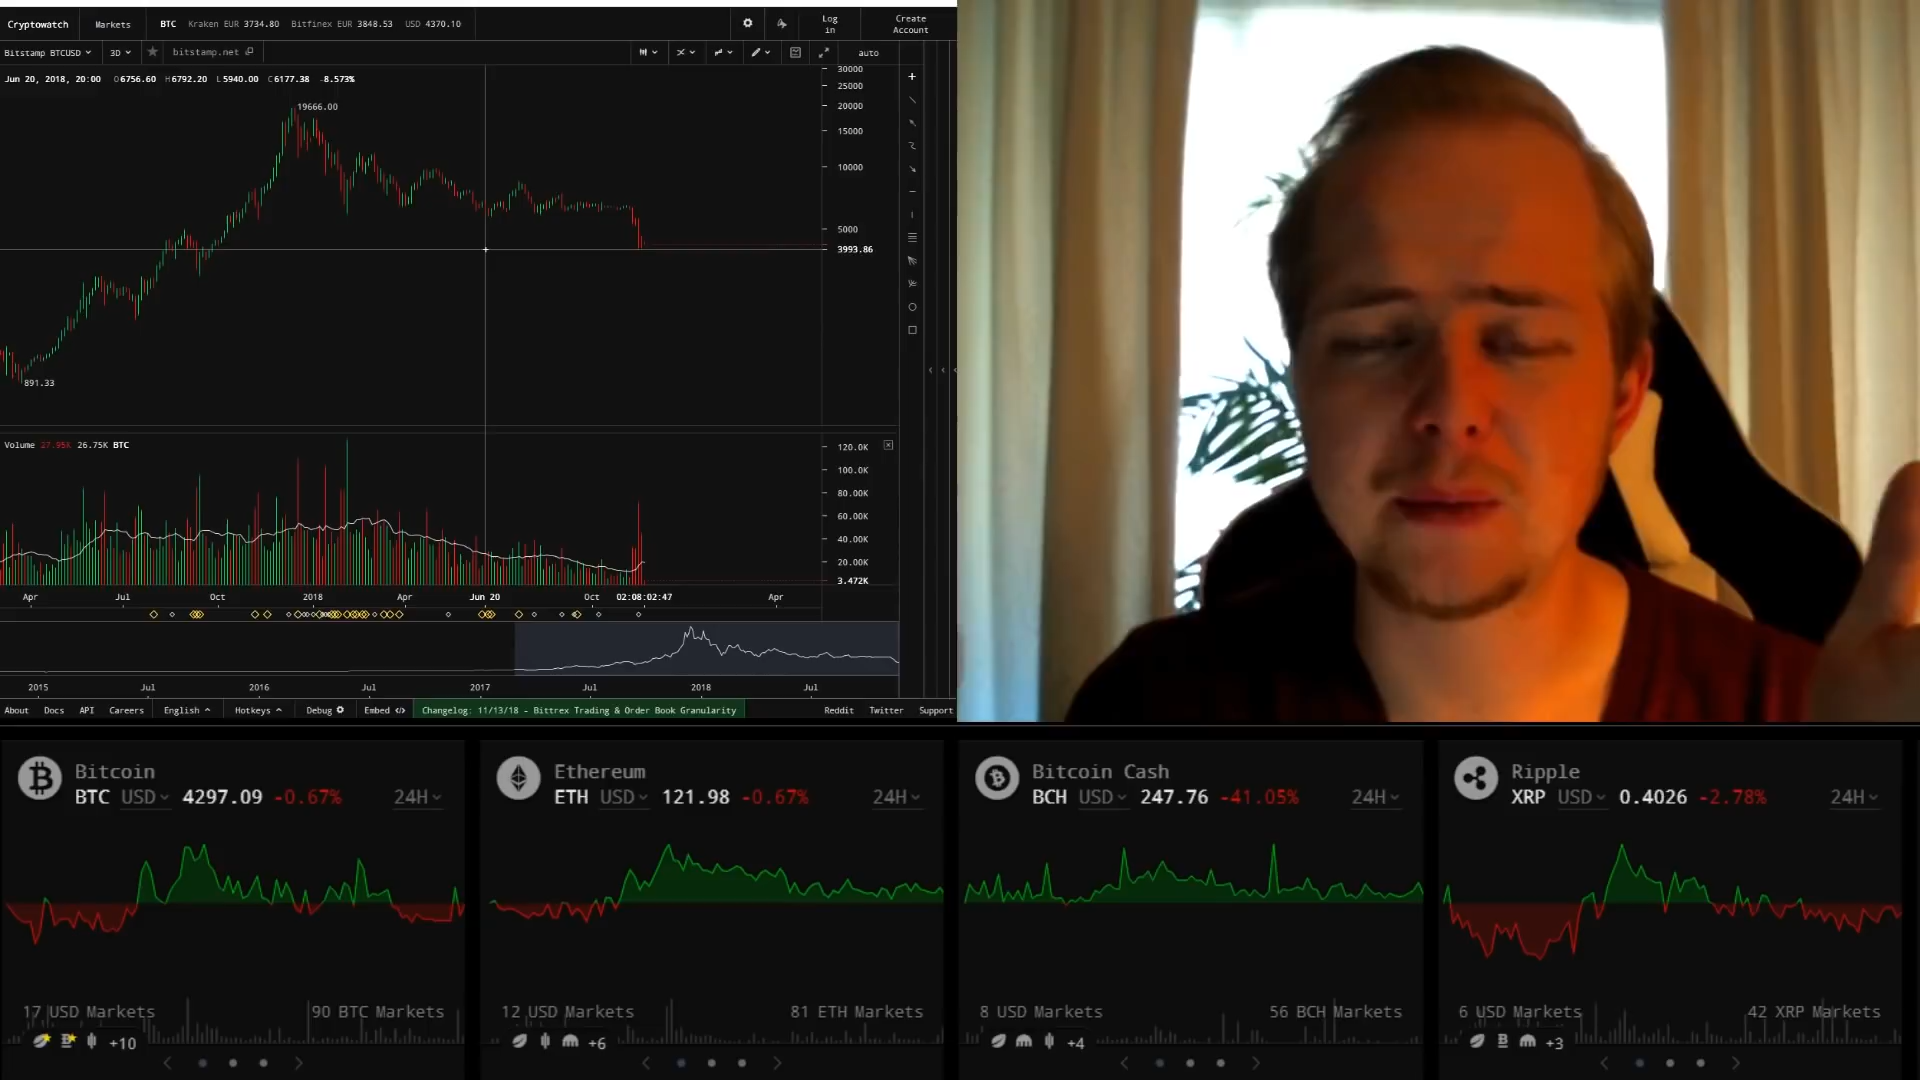 Cryptowatch Markets BTC Kraken EUR 3734.80 Bitfinex EUR 3848.53 USD 4370.10 Log in Create Account
Bitstamp BTCUSD 3D bitstamp.net auto
Jun 20, 2018, 20:00 O6756.60 H6792.20 L5940.00 C6177.38 -8.573%
30000
25000
20000
19666.00
15000
10000
5000
3993.86
891.33
Volume 27.95K 26.75K BTC
120.0K
100.0K
80.00K
60.00K
40.00K
20.00K
3.472K
Apr Jul Oct 2018 Apr Jun 20 Oct 02:08:02:47 Apr
2015 Jul 2016 Jul 2017 Jul 2018 Jul
About Docs API Careers English Hotkeys Debug Embed </> Changelog: 11/13/18 - Bittrex Trading & Order Book Granularity Reddit Twitter Support
Bitcoin
BTC USD 4297.09 -0.67% 24H
17 USD Markets 90 BTC Markets
+10
Ethereum
ETH USD 121.98 -0.67% 24H
12 USD Markets 81 ETH Markets
+6
Bitcoin Cash
BCH USD 247.76 -41.05% 24H
8 USD Markets 56 BCH Markets
+4
Ripple
XRP USD 0.4026 -2.78% 24H
6 USD Markets 42 XRP Markets
+3